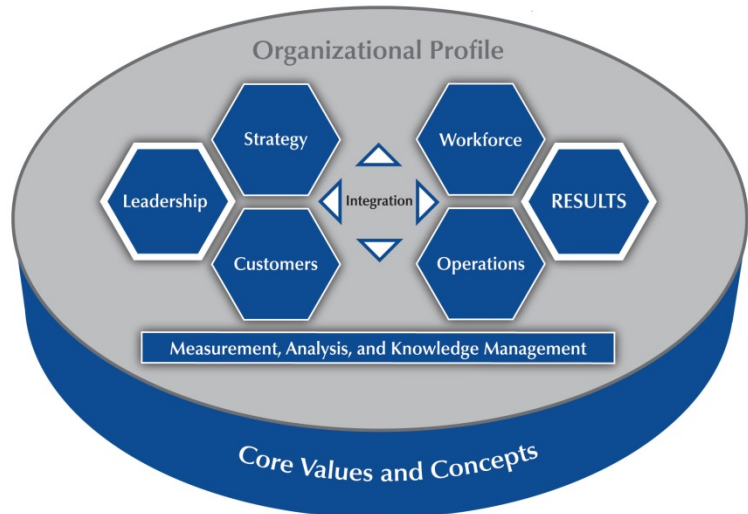 Organizational Profile
Strategy
Workforce
Leadership
Integration
RESULTS
Customers
Operations
Measurement, Analysis, and Knowledge Management
Core Values and Concepts